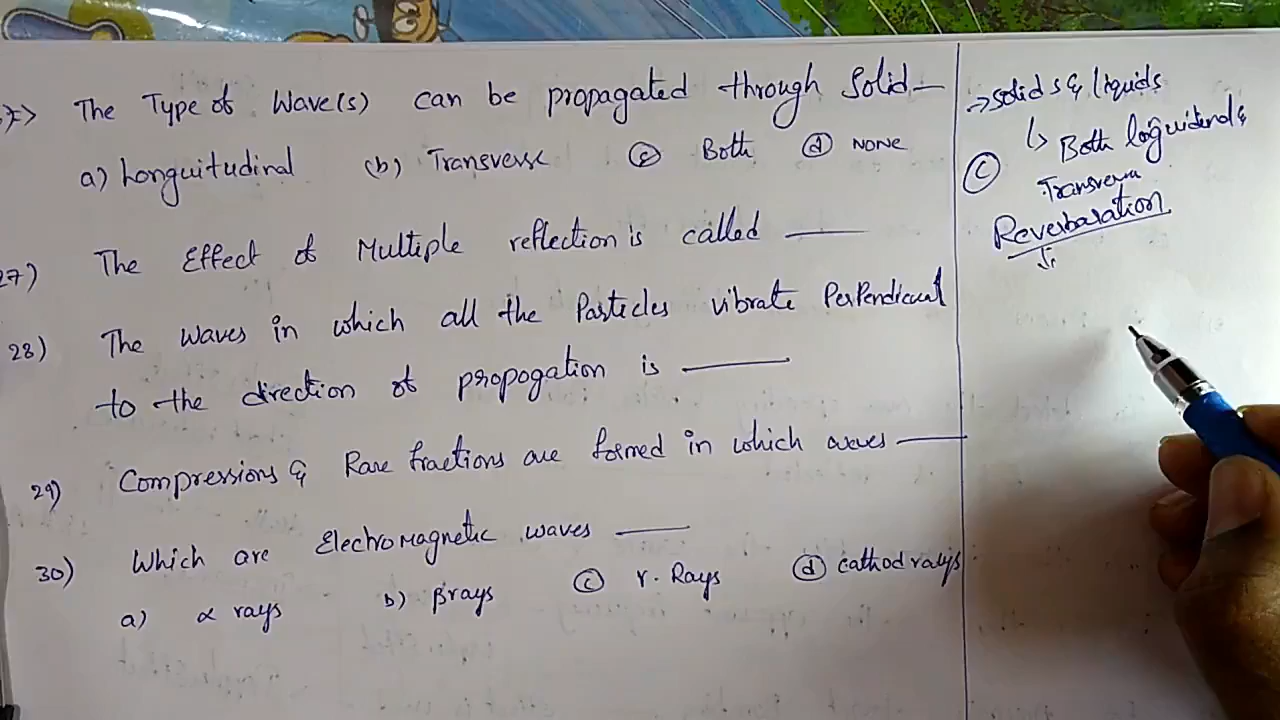 The Type of Wave(s) can be propagated through Solid —
a) Longuitudinal (b) Transverse (c) Both (d) NONE
27) The Effect of Multiple reflection is called ——
28) The waves in which all the Particles vibrate Perpendicual
to the direction of propogation is ——
29) Compressions & Rare fractions are formed in which waves ——
30) Which are Electromagnetic waves ——
a) α rays b) β rays (c) γ. Rays (d) cathod rays
→ solids & liquids
↳ Both loguidend &
(C) Transverse
Reverbaration
↓